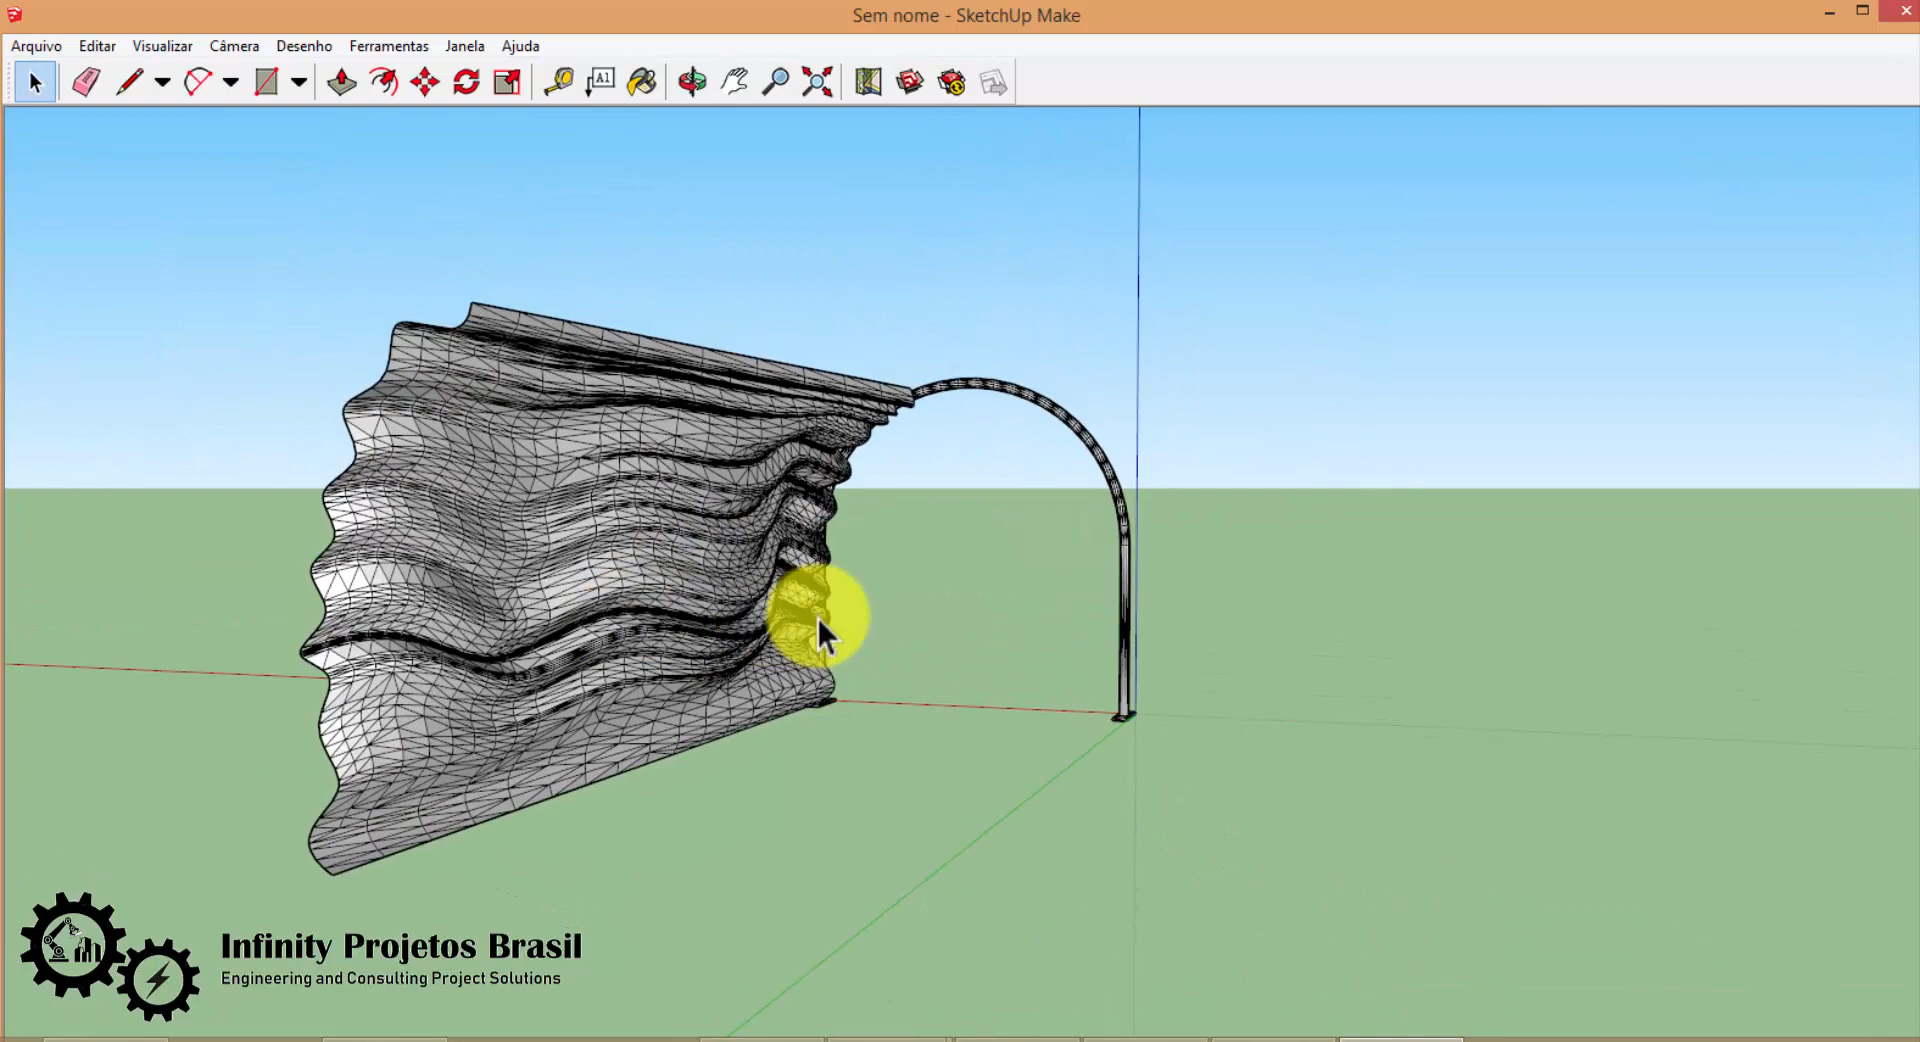 Sem nome - SketchUp Make
Arquivo Editar Visualizar Câmera Desenho Ferramentas Janela Ajuda
A1
Infinity Projetos Brasil
Engineering and Consulting Project Solutions